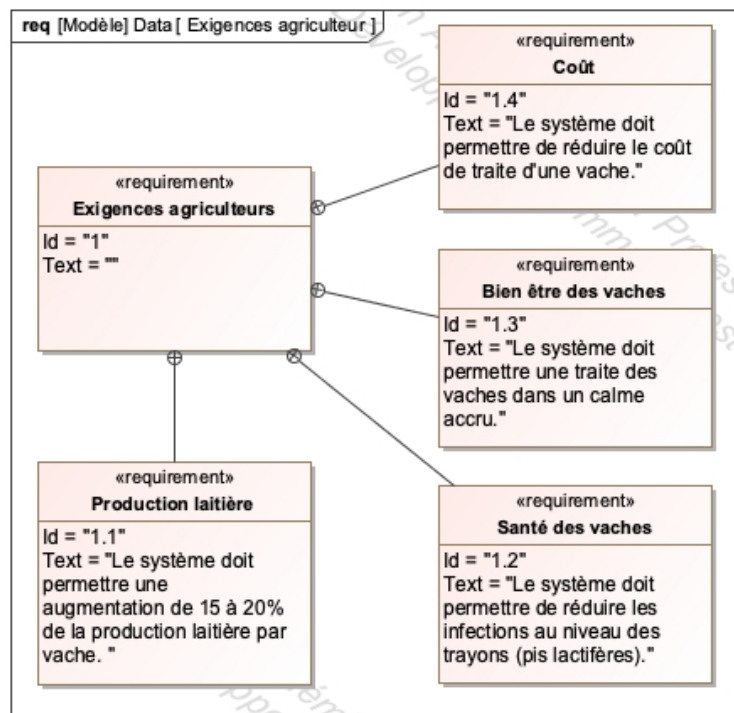 req [Modèle] Data [ Exigences agriculteur ]
«requirement»
Coût
Id = "1.4"
Text = "Le système doit
permettre de réduire le coût
de traite d'une vache."
«requirement»
Exigences agriculteurs
Id = "1"
Text = ""
«requirement»
Bien être des vaches
Id = "1.3"
Text = "Le système doit
permettre une traite des
vaches dans un calme
accru."
«requirement»
Production laitière
Id = "1.1"
Text = "Le système doit
permettre une
augmentation de 15 à 20%
de la production laitière par
vache. "
«requirement»
Santé des vaches
Id = "1.2"
Text = "Le système doit
permettre de réduire les
infections au niveau des
trayons (pis lactifères)."